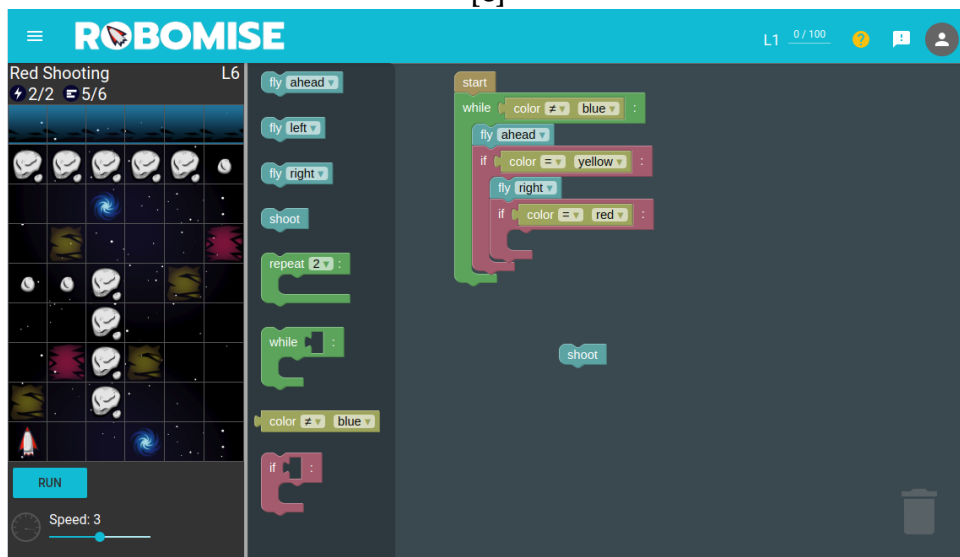 [c]
ROBOMISE
L1 0 / 100
Red Shooting L6
2/2 5/6
fly ahead
fly left
fly right
shoot
repeat 2 :
while :
color ≠ blue
if :
start
while color ≠ blue :
fly ahead
if color = yellow :
fly right
if color = red :
shoot
RUN
Speed: 3